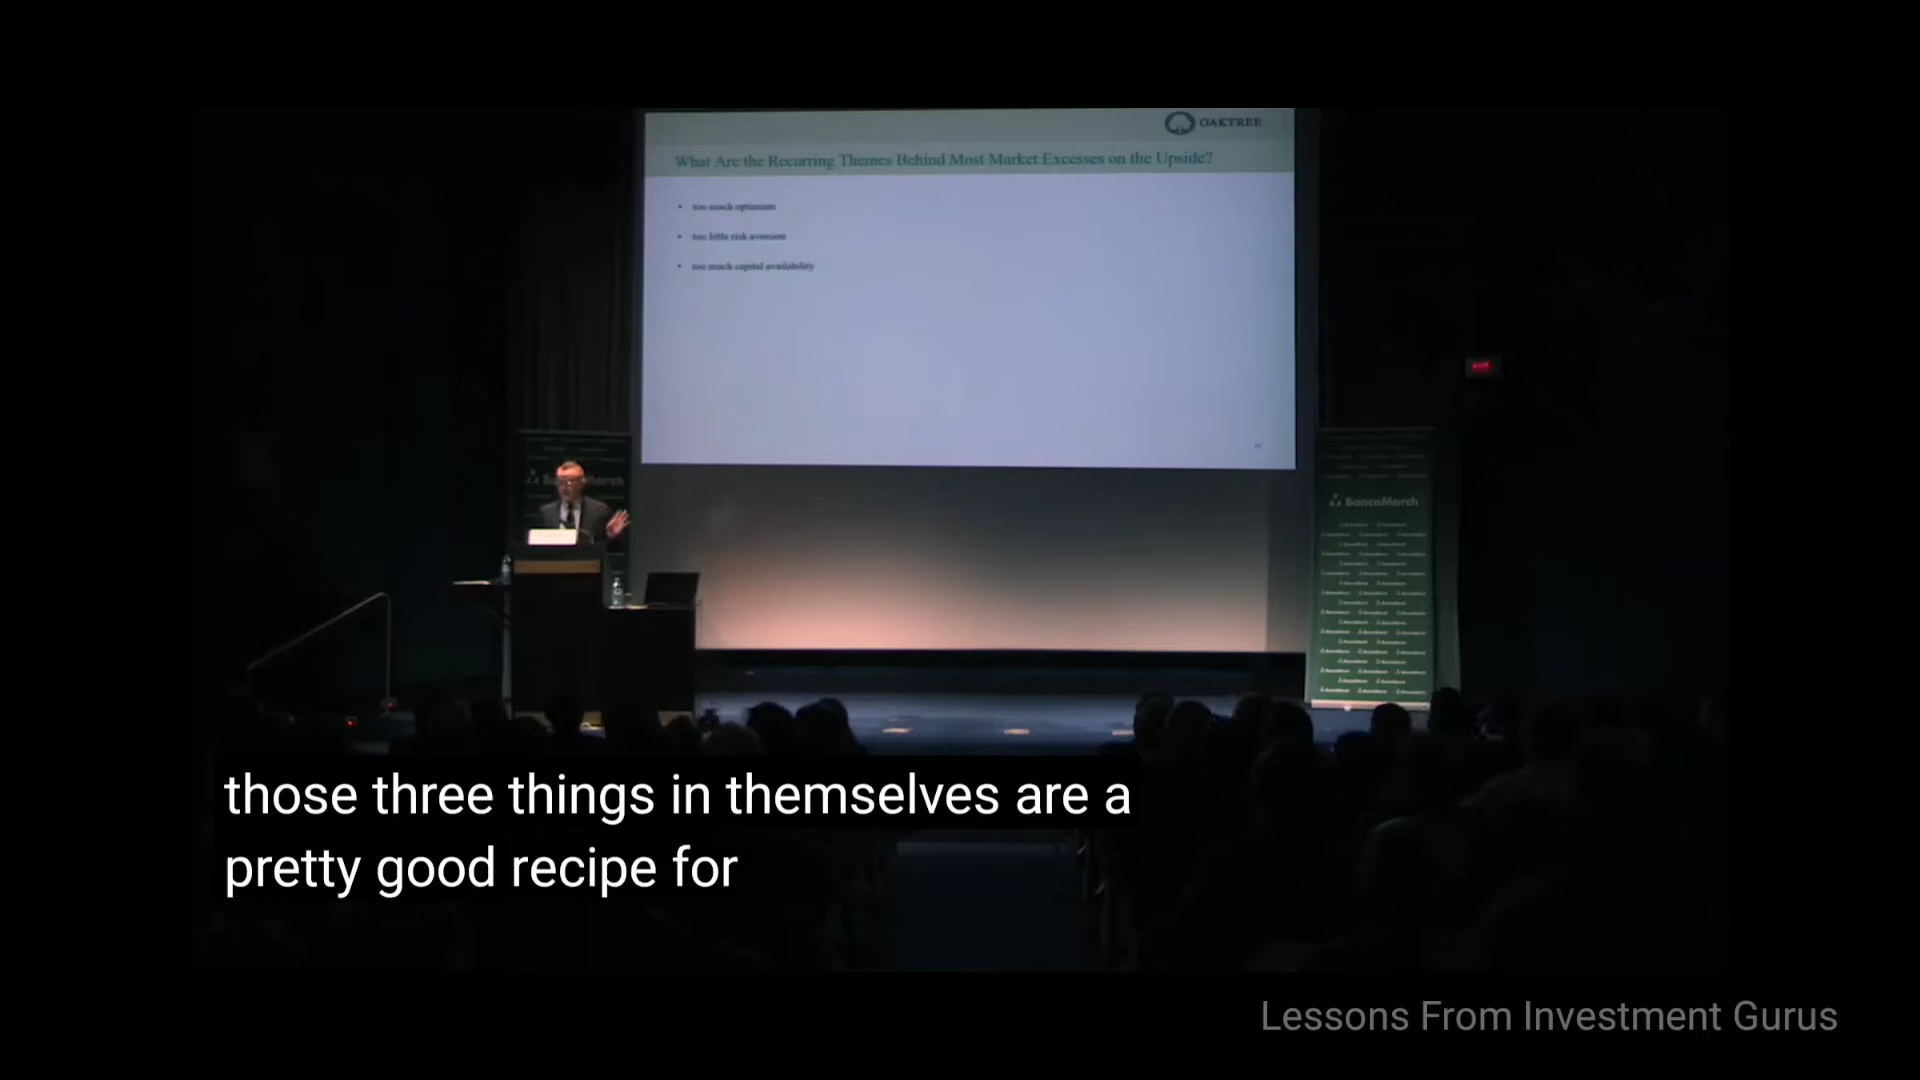 OAKTREE
What Are the Recurring Themes Behind Most Market Excesses on the Upside?
• too much optimism
• too little risk aversion
• too much capital availability
BancaMarch
those three things in themselves are a
pretty good recipe for
Lessons From Investment Gurus